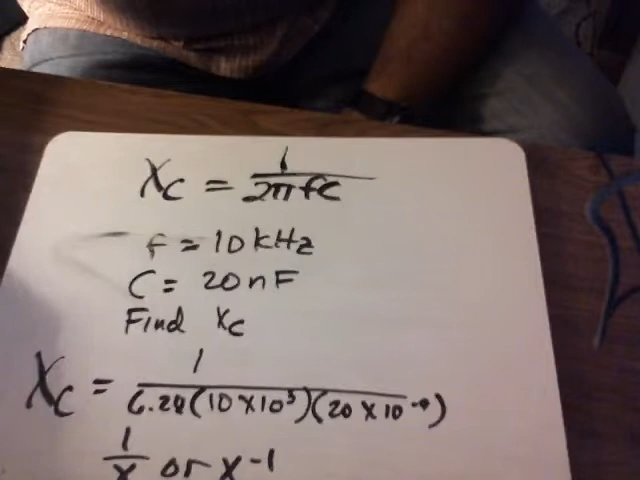 Xc = 1/2πfC
f = 10 kHz
C = 20 nF
Find Xc
Xc = 1/6.28(10 x 10³)(20 x 10⁻⁹)
1/x or x-1